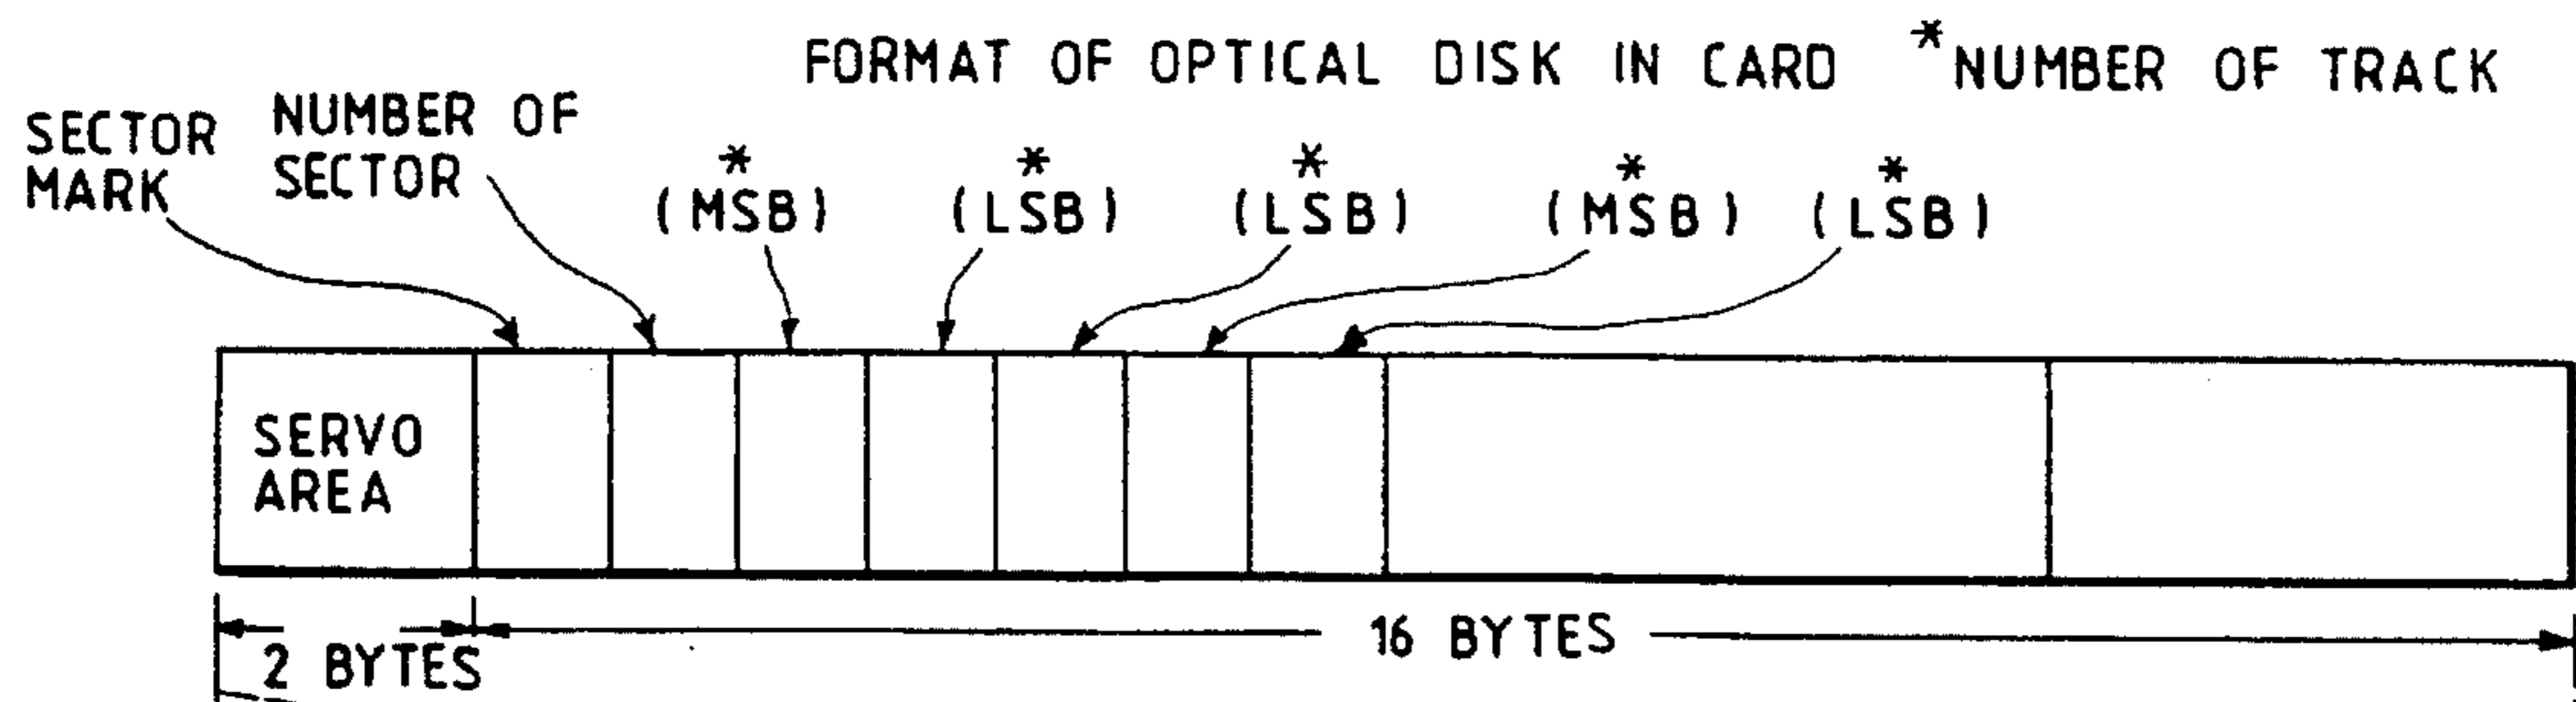 FORMAT OF OPTICAL DISK IN CARD *NUMBER OF TRACK
SECTOR
MARK
NUMBER OF
SECTOR
*
(MSB)
*
(LSB)
*
(LSB)
*
(MSB)
*
(LSB)
SERVO
AREA
2 BYTES
16 BYTES